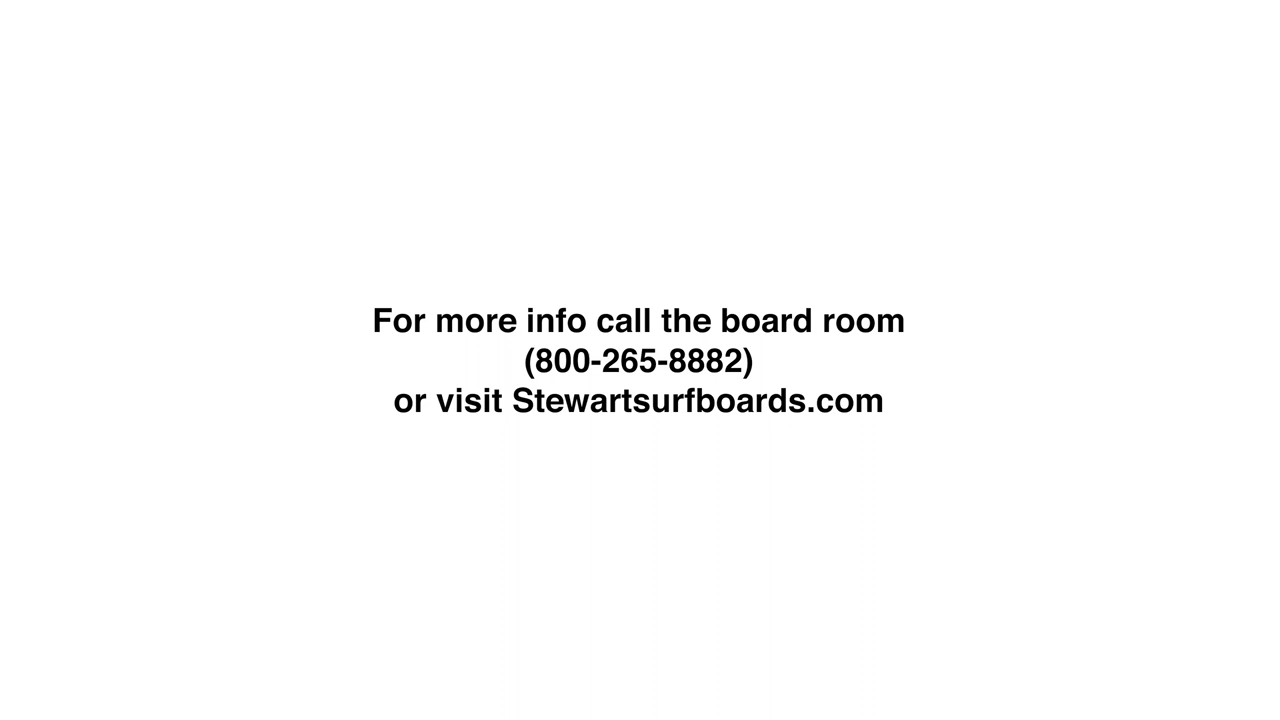 For more info call the board room
(800-265-8882)
or visit Stewartsurfboards.com